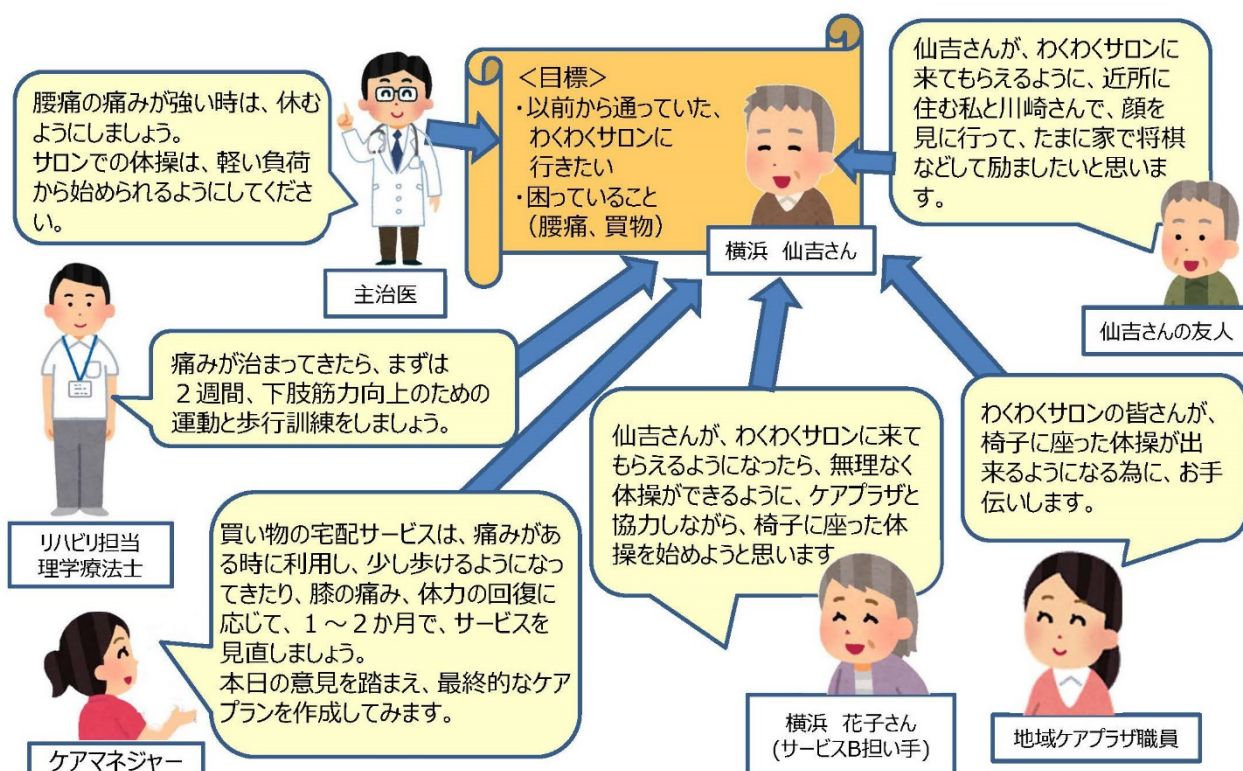 腰痛の痛みが強い時は、休む
ようにしましょう。
サロンでの体操は、軽い負荷
から始められるようにしてくださ
い。
主治医
<目標>
・以前から通っていた、
わくわくサロンに
行きたい
・困っていること
(腰痛、買物)
横浜 仙吉さん
仙吉さんが、わくわくサロンに
来てもらえるように、近所に
住む私と川崎さんで、顔を
見に行って、たまに家で将棋
などして励ましたいと思いま
す。
仙吉さんの友人
痛みが治まってきたら、まずは
2週間、下肢筋力向上のための
運動と歩行訓練をしましょう。
リハビリ担当
理学療法士
買い物の宅配サービスは、痛みがあ
る時に利用し、少し歩けるようになっ
てきたり、膝の痛み、体力の回復に
応じて、1~2か月で、サービスを
見直しましょう。
本日の意見を踏まえ、最終的なケア
プランを作成してみます。
ケアマネジャー
仙吉さんが、わくわくサロンに来て
もらえるようになったら、無理なく
体操ができるように、ケアプラザと
協力しながら、椅子に座った体
操を始めようと思います
横浜 花子さん
(サービスB担い手)
わくわくサロンの皆さんが、
椅子に座った体操が出
来るようになる為に、お手
伝いします。
地域ケアプラザ職員